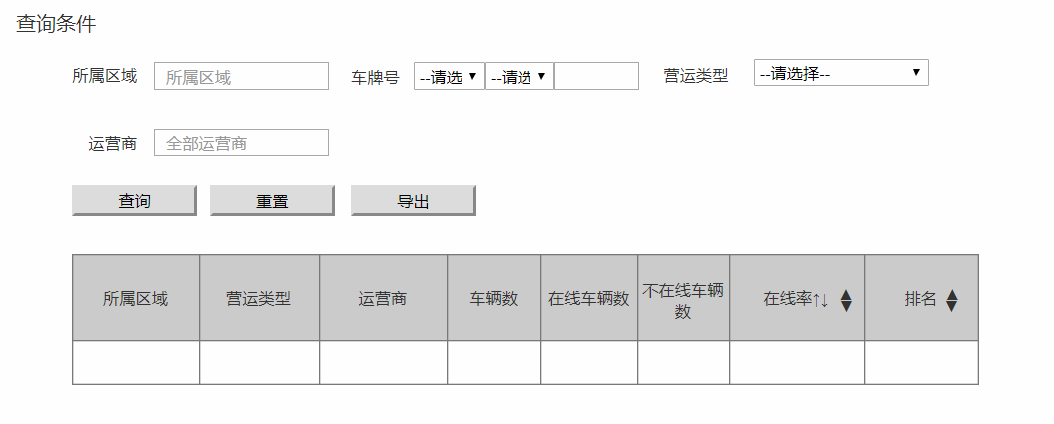 查询条件
所属区域 所属区域 车牌号 --请选 --请选 营运类型 --请选择--
运营商 全部运营商
查询 重置 导出
所属区域 营运类型 运营商 车辆数 在线车辆数 不在线车辆数 在线率↑↓ 排名